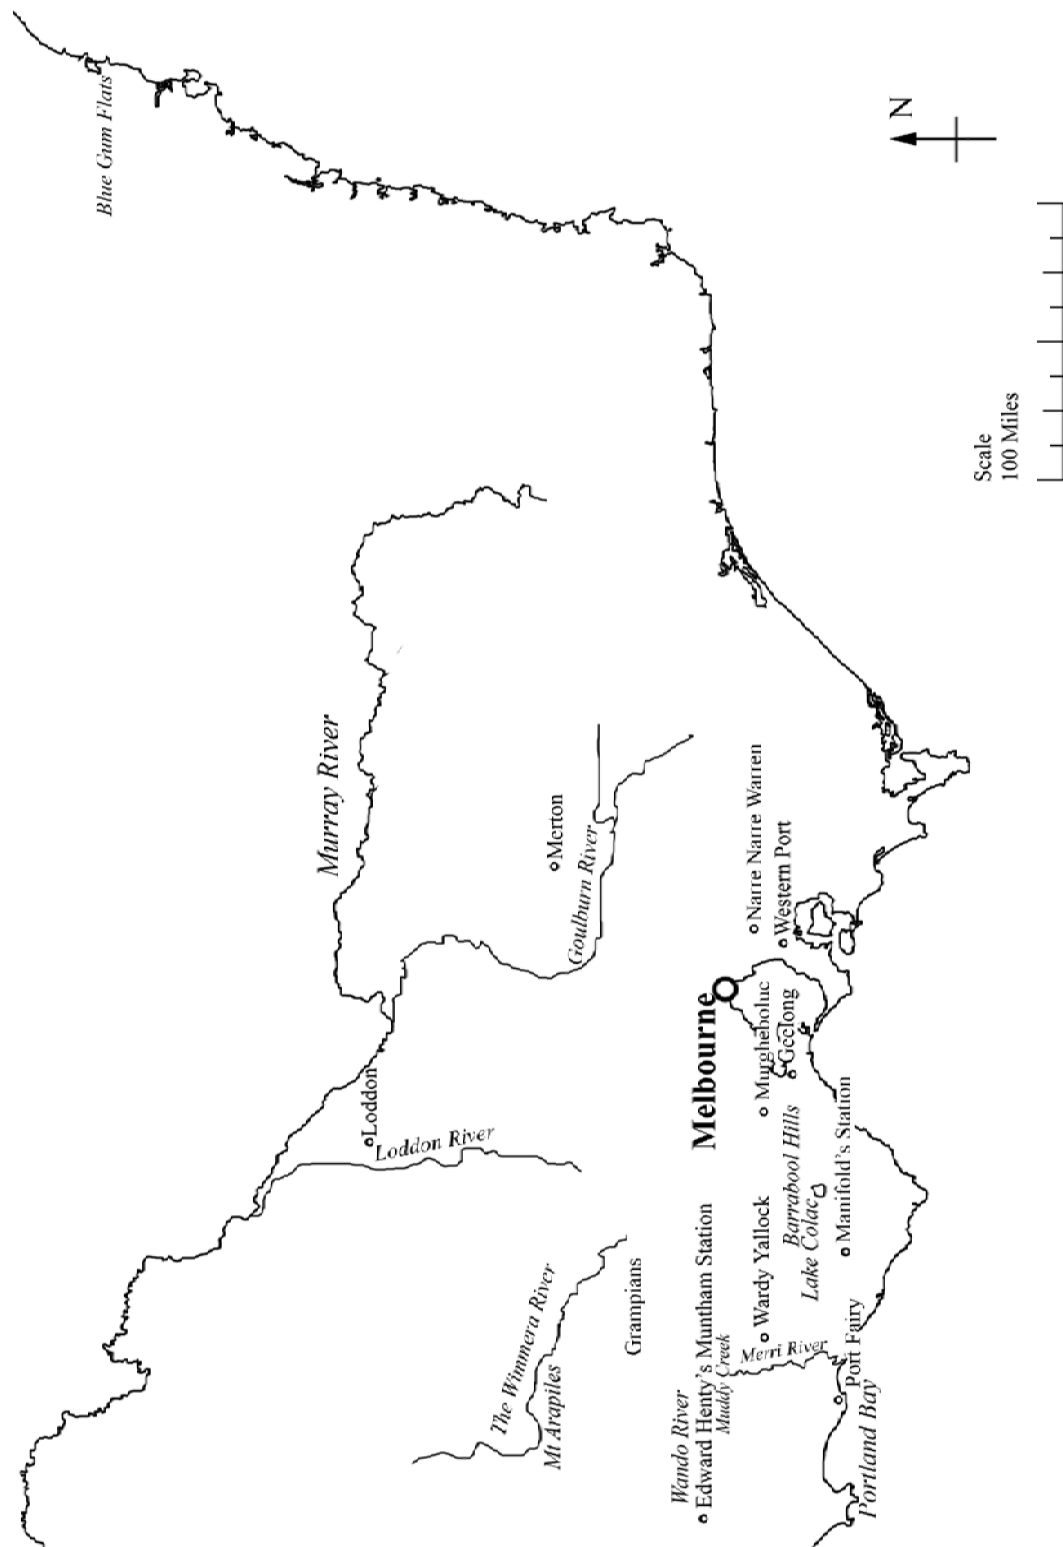 Blue Gum Flats
N
Murray River
Merton
Goulburn River
Scale
100 Miles
Loddon
Loddon River
The Wimmera River
Mt Arapiles
Grampians
Melbourne
Narre Narre Warren
Western Port
Murgheboluc
Geelong
Barrabool Hills
Lake Colac
Manifold's Station
Wardy Yallock
Wando River
Edward Henty's Muntham Station
Muddy Creek
Merri River
Port Fairy
Portland Bay